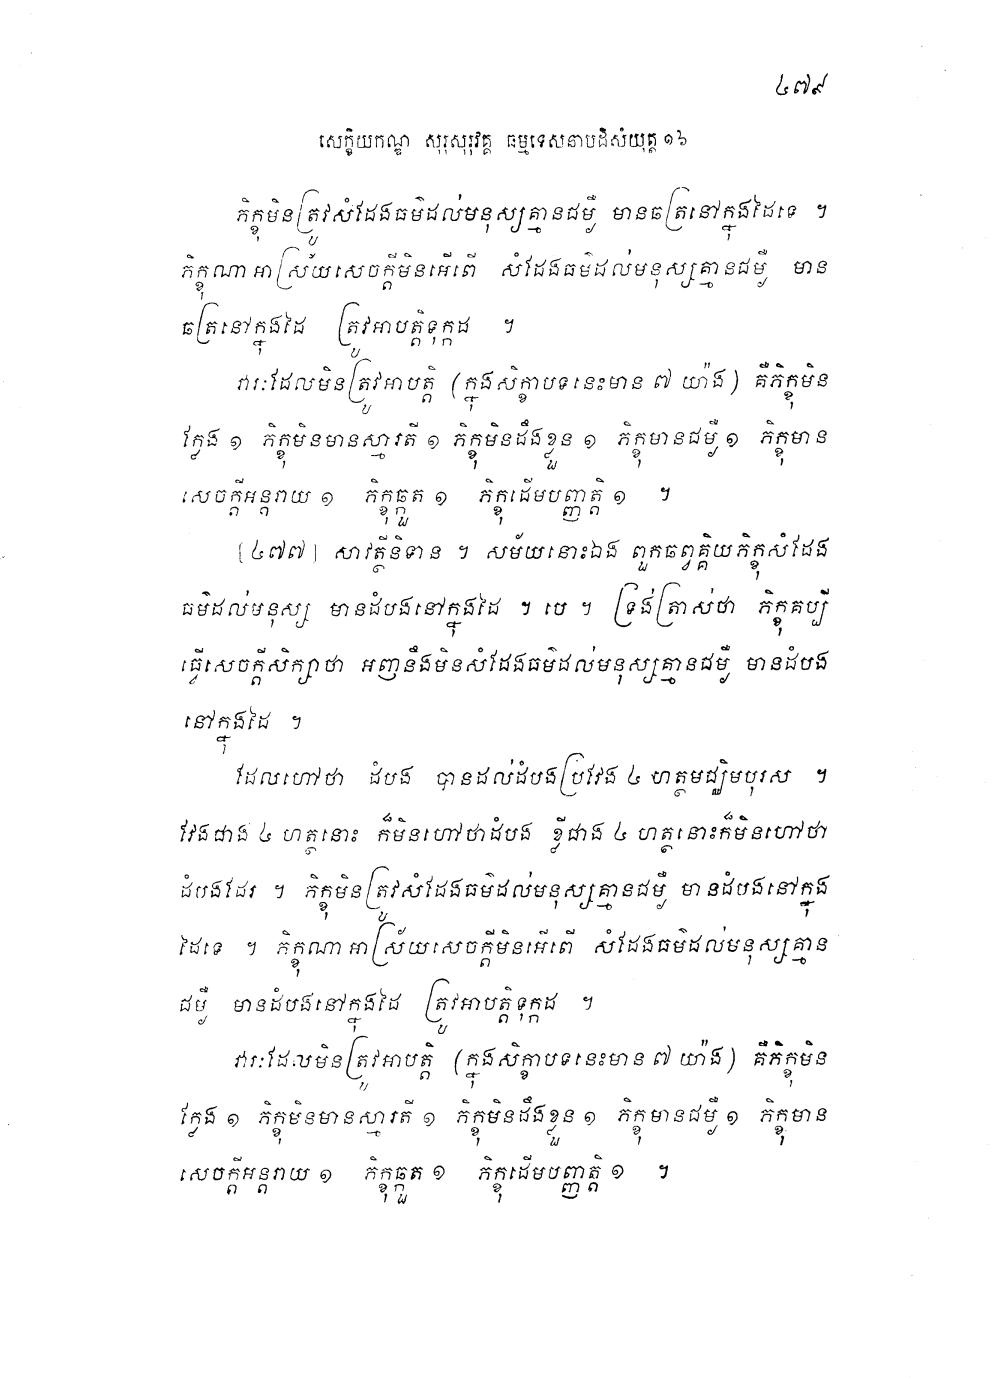 ៤៧៩
សេក្ខិយកណ្ឌ សុរុសុរុវគ្គ ធម្មទេសនាបដិសំយុត្ត ១៦
ភិក្ខុមិនត្រូវសំដែងធម៌ដល់មនុស្សគ្មានជម្ងឺ មានឆត្រនៅក្នុងដៃទេ ។
ភិក្ខុណាអាស្រ័យសេចក្តីមិនអើពើ សំដែងធម៌ដល់មនុស្សគ្មានជម្ងឺ មាន
ឆត្រនៅក្នុងដៃ ត្រូវអាបត្តិទុក្កដ ។
វារៈដែលមិនត្រូវអាបត្តិ (ក្នុងសិក្ខាបទនេះមាន ៧ យ៉ាង) គឺភិក្ខុមិន
ក្លែង ១ ភិក្ខុមិនមានស្មារតី ១ ភិក្ខុមិនដឹងខ្លួន ១ ភិក្ខុមានជម្ងឺ ១ ភិក្ខុមាន
សេចក្តីអន្តរាយ ១ ភិក្ខុឆ្កួត ១ ភិក្ខុដើមបញ្ញត្តិ ១ ។
[៤៧៧] សាវត្ថីនិទាន ។ សម័យនោះឯង ពួកឆព្វគ្គិយភិក្ខុសំដែង
ធម៌ដល់មនុស្ស មានដំបងនៅក្នុងដៃ ។ បេ ។ ទ្រង់ត្រាស់ថា ភិក្ខុគប្បី
ធ្វើសេចក្តីសិក្សាថា អញនឹងមិនសំដែងធម៌ដល់មនុស្សគ្មានជម្ងឺ មានដំបង
នៅក្នុងដៃ ។
ដែលហៅថា ដំបង បានដល់ដំបងប្រវែង ៤ ហត្ថមជ្ឈិមបុរស ។
វែងជាង ៤ ហត្ថនោះ ក៏មិនហៅថាដំបង ខ្លីជាង ៤ ហត្ថនោះក៏មិនហៅថា
ដំបងដែរ ។ ភិក្ខុមិនត្រូវសំដែងធម៌ដល់មនុស្សគ្មានជម្ងឺ មានដំបងនៅក្នុង
ដៃទេ ។ ភិក្ខុណាអាស្រ័យសេចក្តីមិនអើពើ សំដែងធម៌ដល់មនុស្សគ្មាន
ជម្ងឺ មានដំបងនៅក្នុងដៃ ត្រូវអាបត្តិទុក្កដ ។
វារៈដែលមិនត្រូវអាបត្តិ (ក្នុងសិក្ខាបទនេះមាន ៧ យ៉ាង) គឺភិក្ខុមិន
ក្លែង ១ ភិក្ខុមិនមានស្មារតី ១ ភិក្ខុមិនដឹងខ្លួន ១ ភិក្ខុមានជម្ងឺ ១ ភិក្ខុមាន
សេចក្តីអន្តរាយ ១ ភិក្ខុឆ្កួត ១ ភិក្ខុដើមបញ្ញត្តិ ១ ។